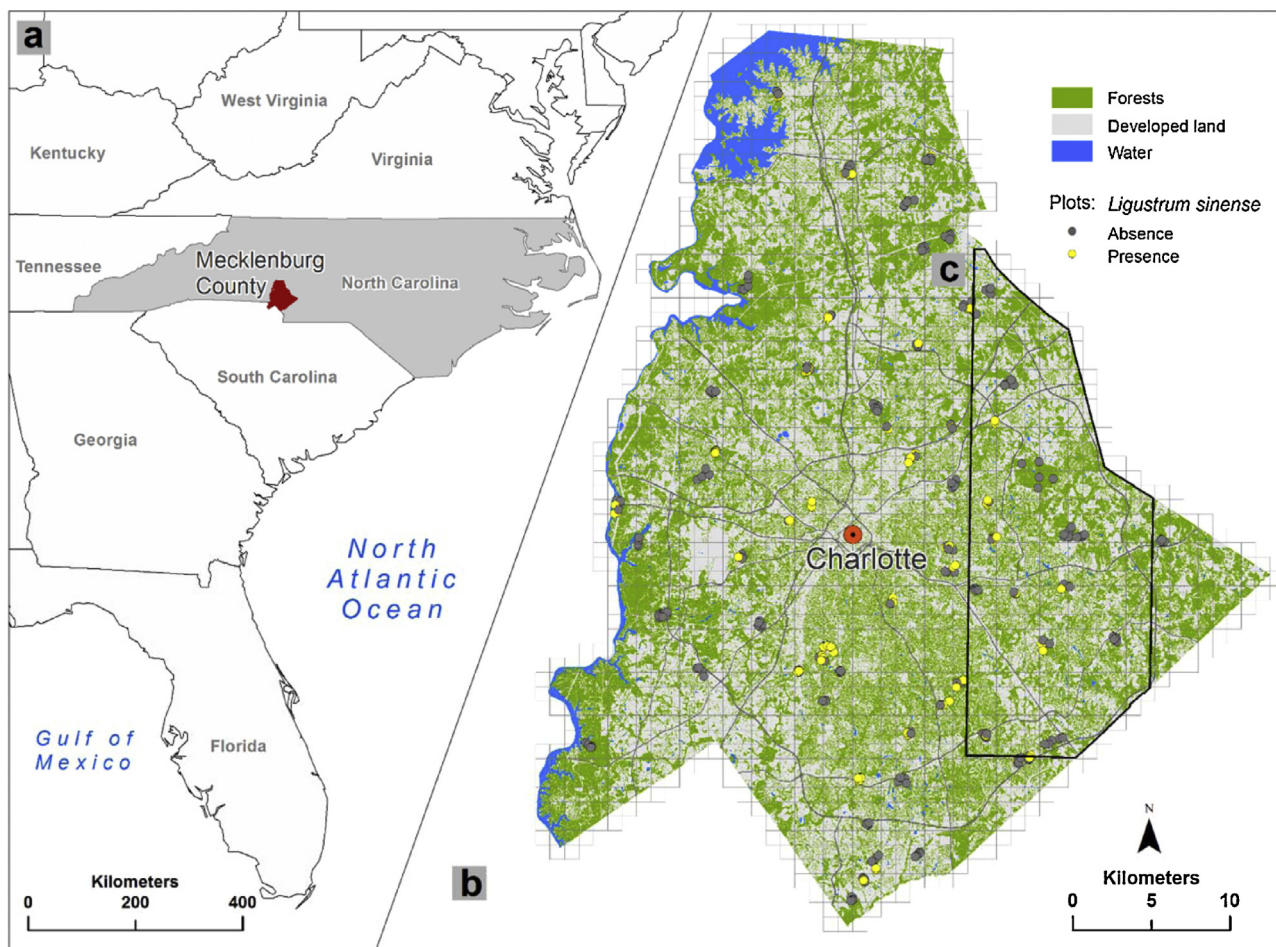 a
West Virginia
Kentucky
Virginia
Tennessee
Mecklenburg
County
North Carolina
South Carolina
Georgia
North
Atlantic
Ocean
Gulf of
Mexico
Florida
Kilometers
0 200 400
b
c
Charlotte
Forests
Developed land
Water
Plots: Ligustrum sinense
Absence
Presence
N
Kilometers
0 5 10